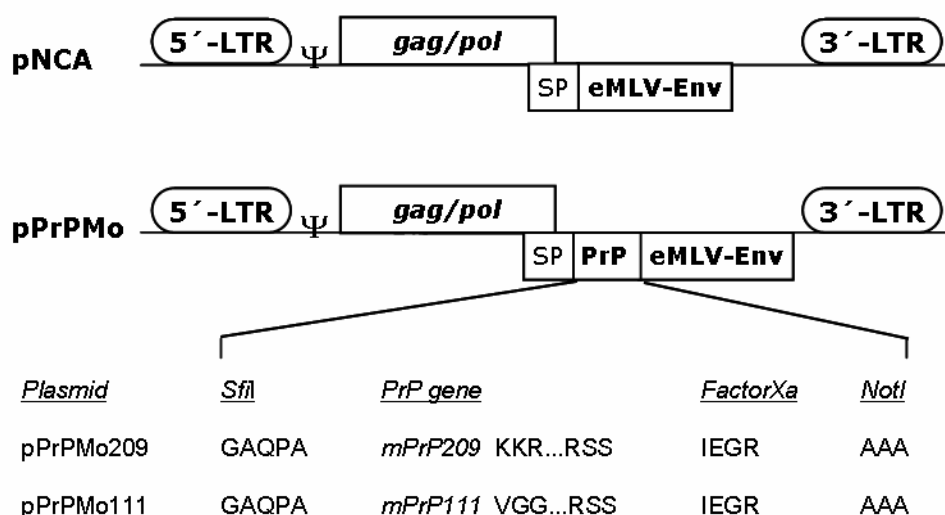 pNCA 5´-LTR Ψ gag/pol 3´-LTR
SP eMLV-Env
pPrPMo 5´-LTR Ψ gag/pol 3´-LTR
SP PrP eMLV-Env
Plasmid SfiI PrP gene FactorXa NotI
pPrPMo209 GAQPA mPrP209 KKR...RSS IEGR AAA
pPrPMo111 GAQPA mPrP111 VGG...RSS IEGR AAA